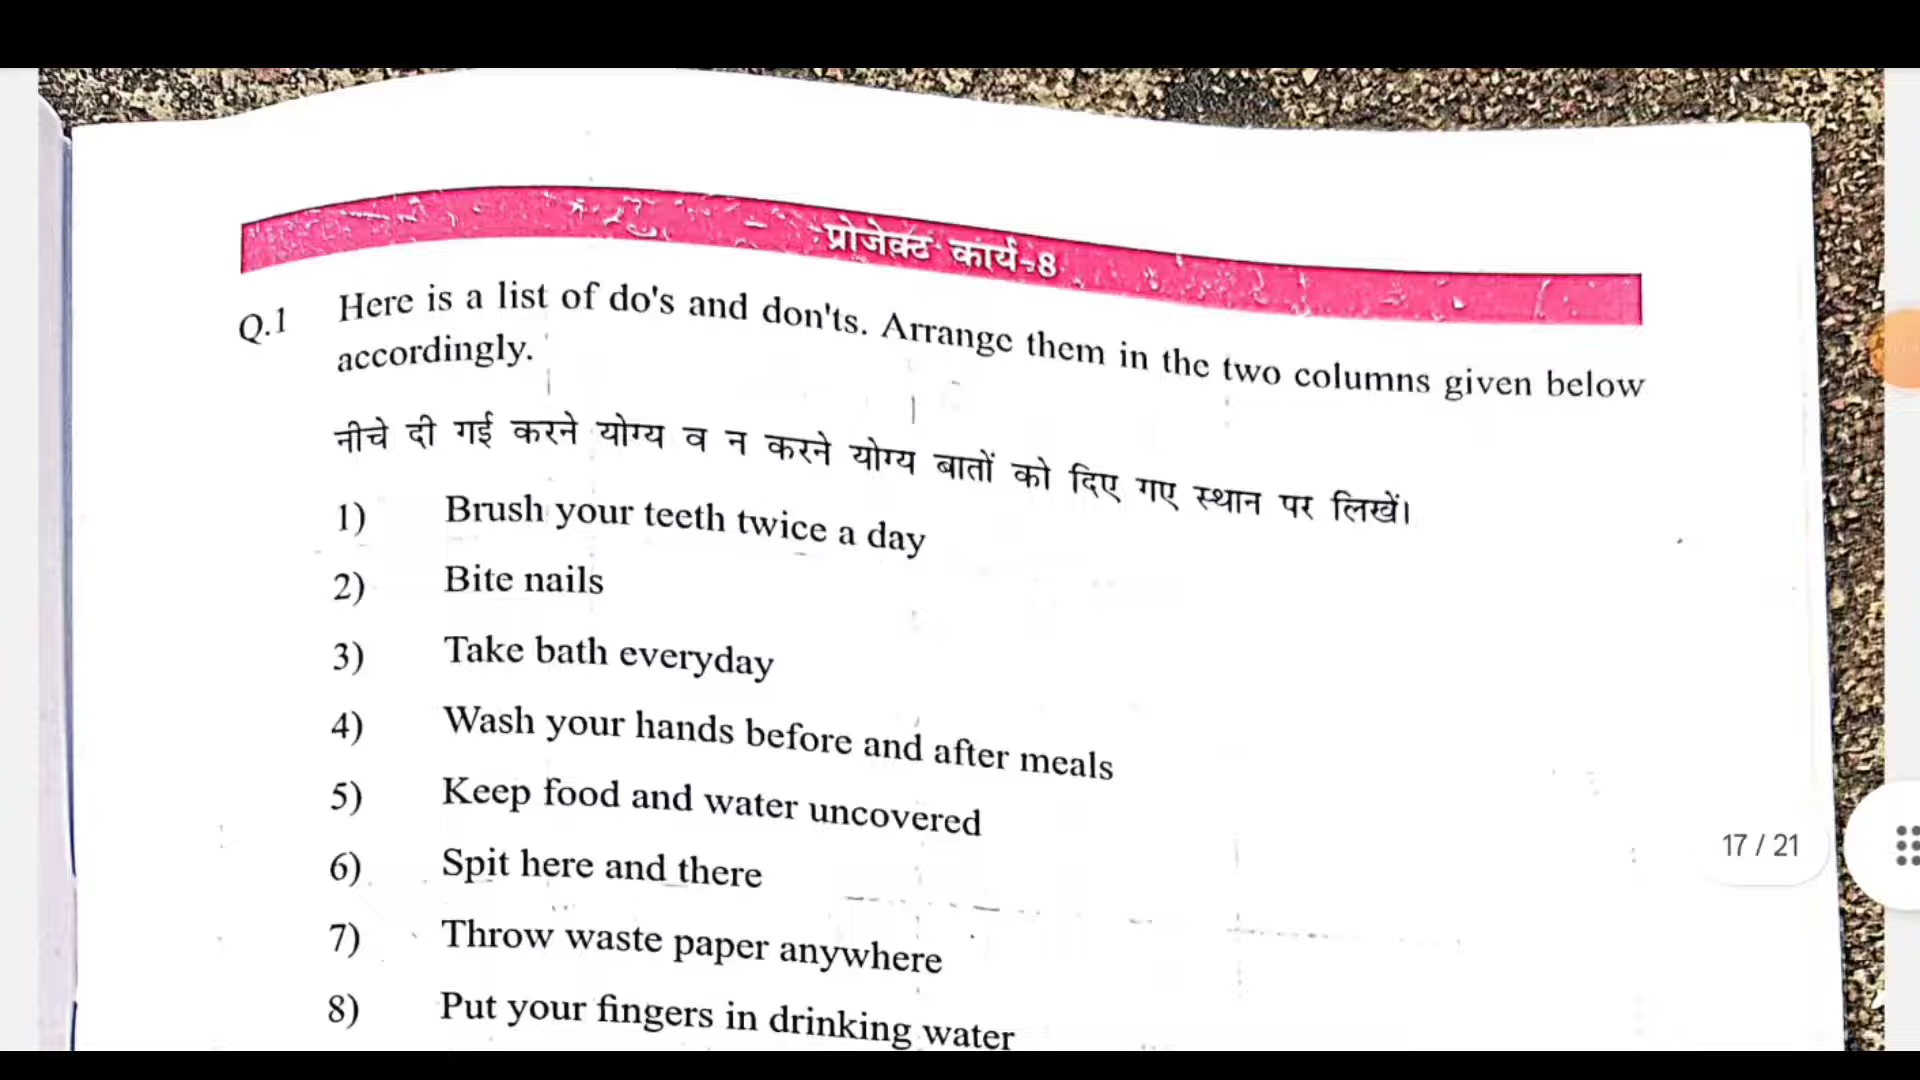 प्रोजेक्ट कार्य-8
Q.1 Here is a list of do's and don'ts. Arrange them in the two columns given below
accordingly.
नीचे दी गई करने योग्य व न करने योग्य बातों को दिए गए स्थान पर लिखें।
1) Brush your teeth twice a day
2) Bite nails
3) Take bath everyday
4) Wash your hands before and after meals
5) Keep food and water uncovered
6) Spit here and there
7) Throw waste paper anywhere
8) Put your fingers in drinking water
17 / 21